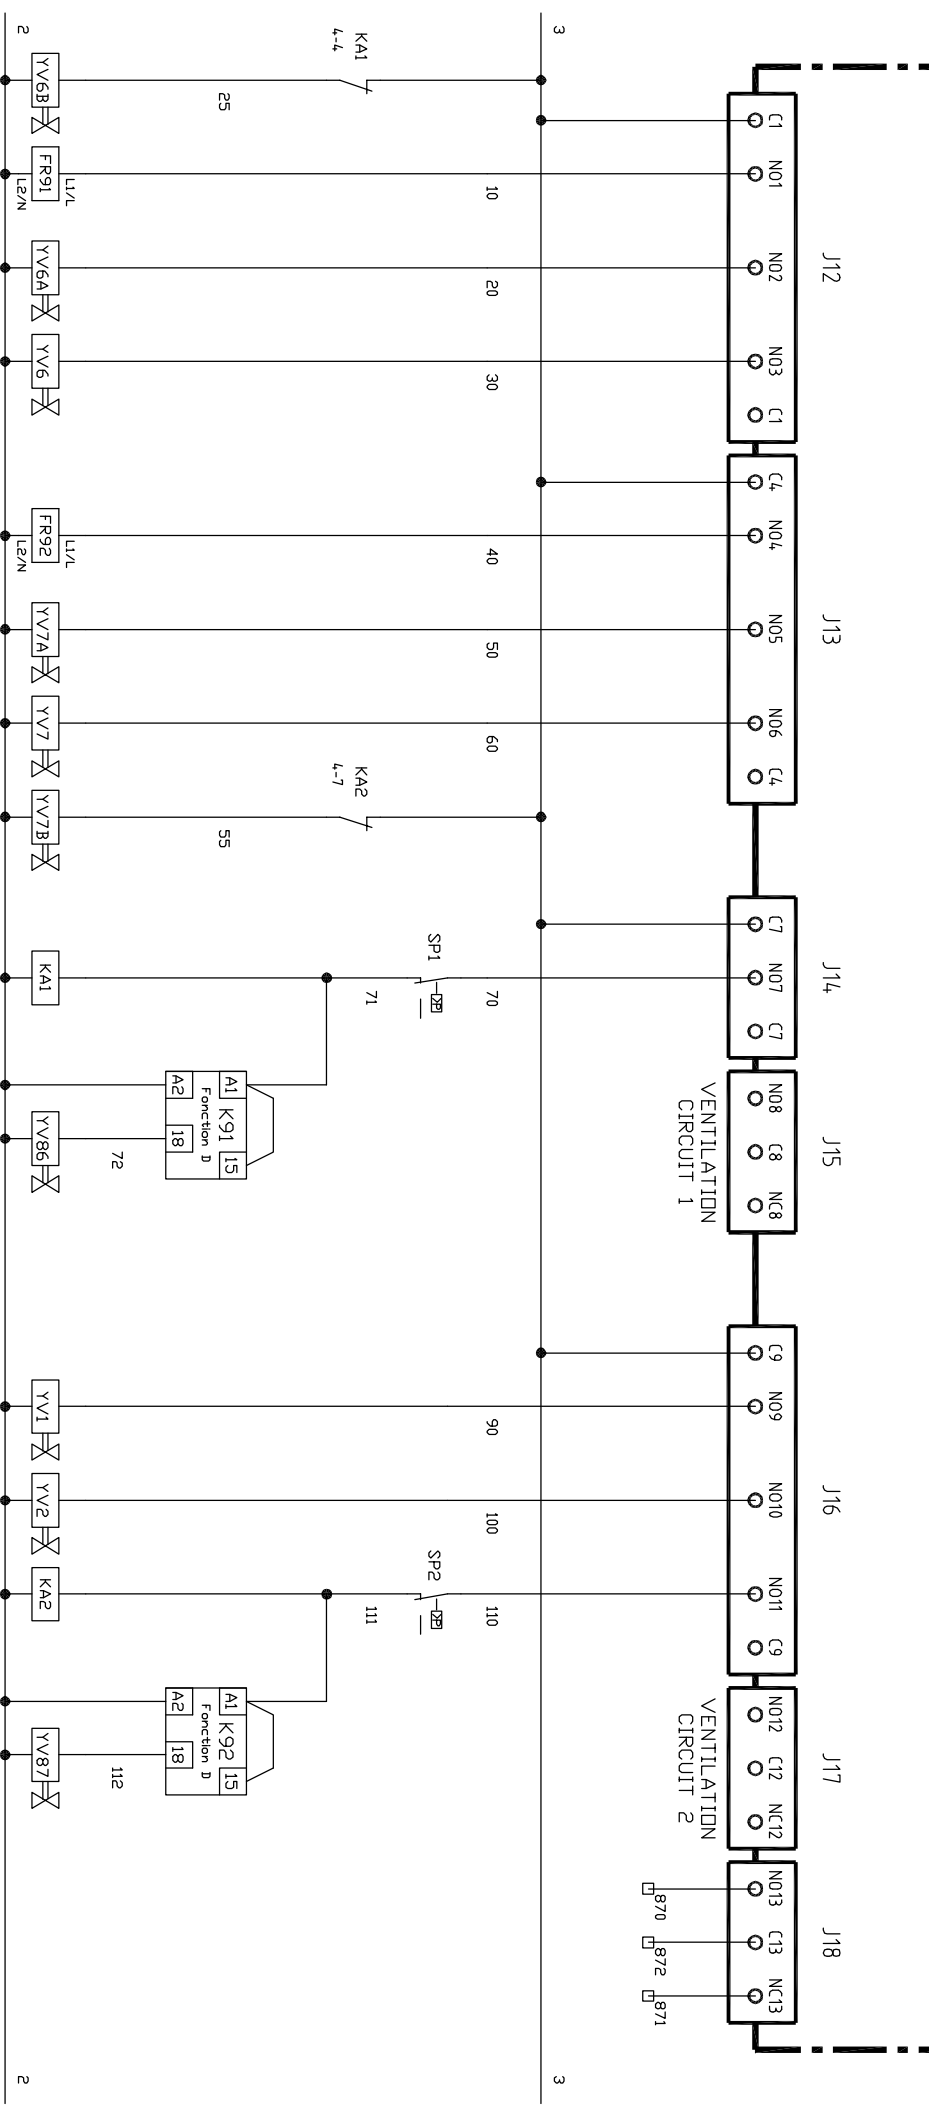 J12
J13
J14
J15
J16
J17
J18
C1
NO1
NO2
NO3
C1
C4
NO4
NO5
NO6
C4
C7
NO7
C7
NO8
C8
NC8
C9
NO9
NO10
NO11
C9
NO12
C12
NC12
NO13
C13
NC13
VENTILATION
CIRCUIT 1
VENTILATION
CIRCUIT 2
870
872
871
3
3
10
20
30
40
50
60
70
90
100
110
SP1
SP2
71
111
KA1
4-4
KA2
4-7
25
55
A1
K91
15
Fonction D
A2
18
A1
K92
15
Fonction D
A2
18
72
112
L1/L
L1/L
YV6B
FR91
YV6A
YV6
FR92
YV7A
YV7
YV7B
KA1
YV86
YV1
YV2
KA2
YV87
L2/N
L2/N
2
2